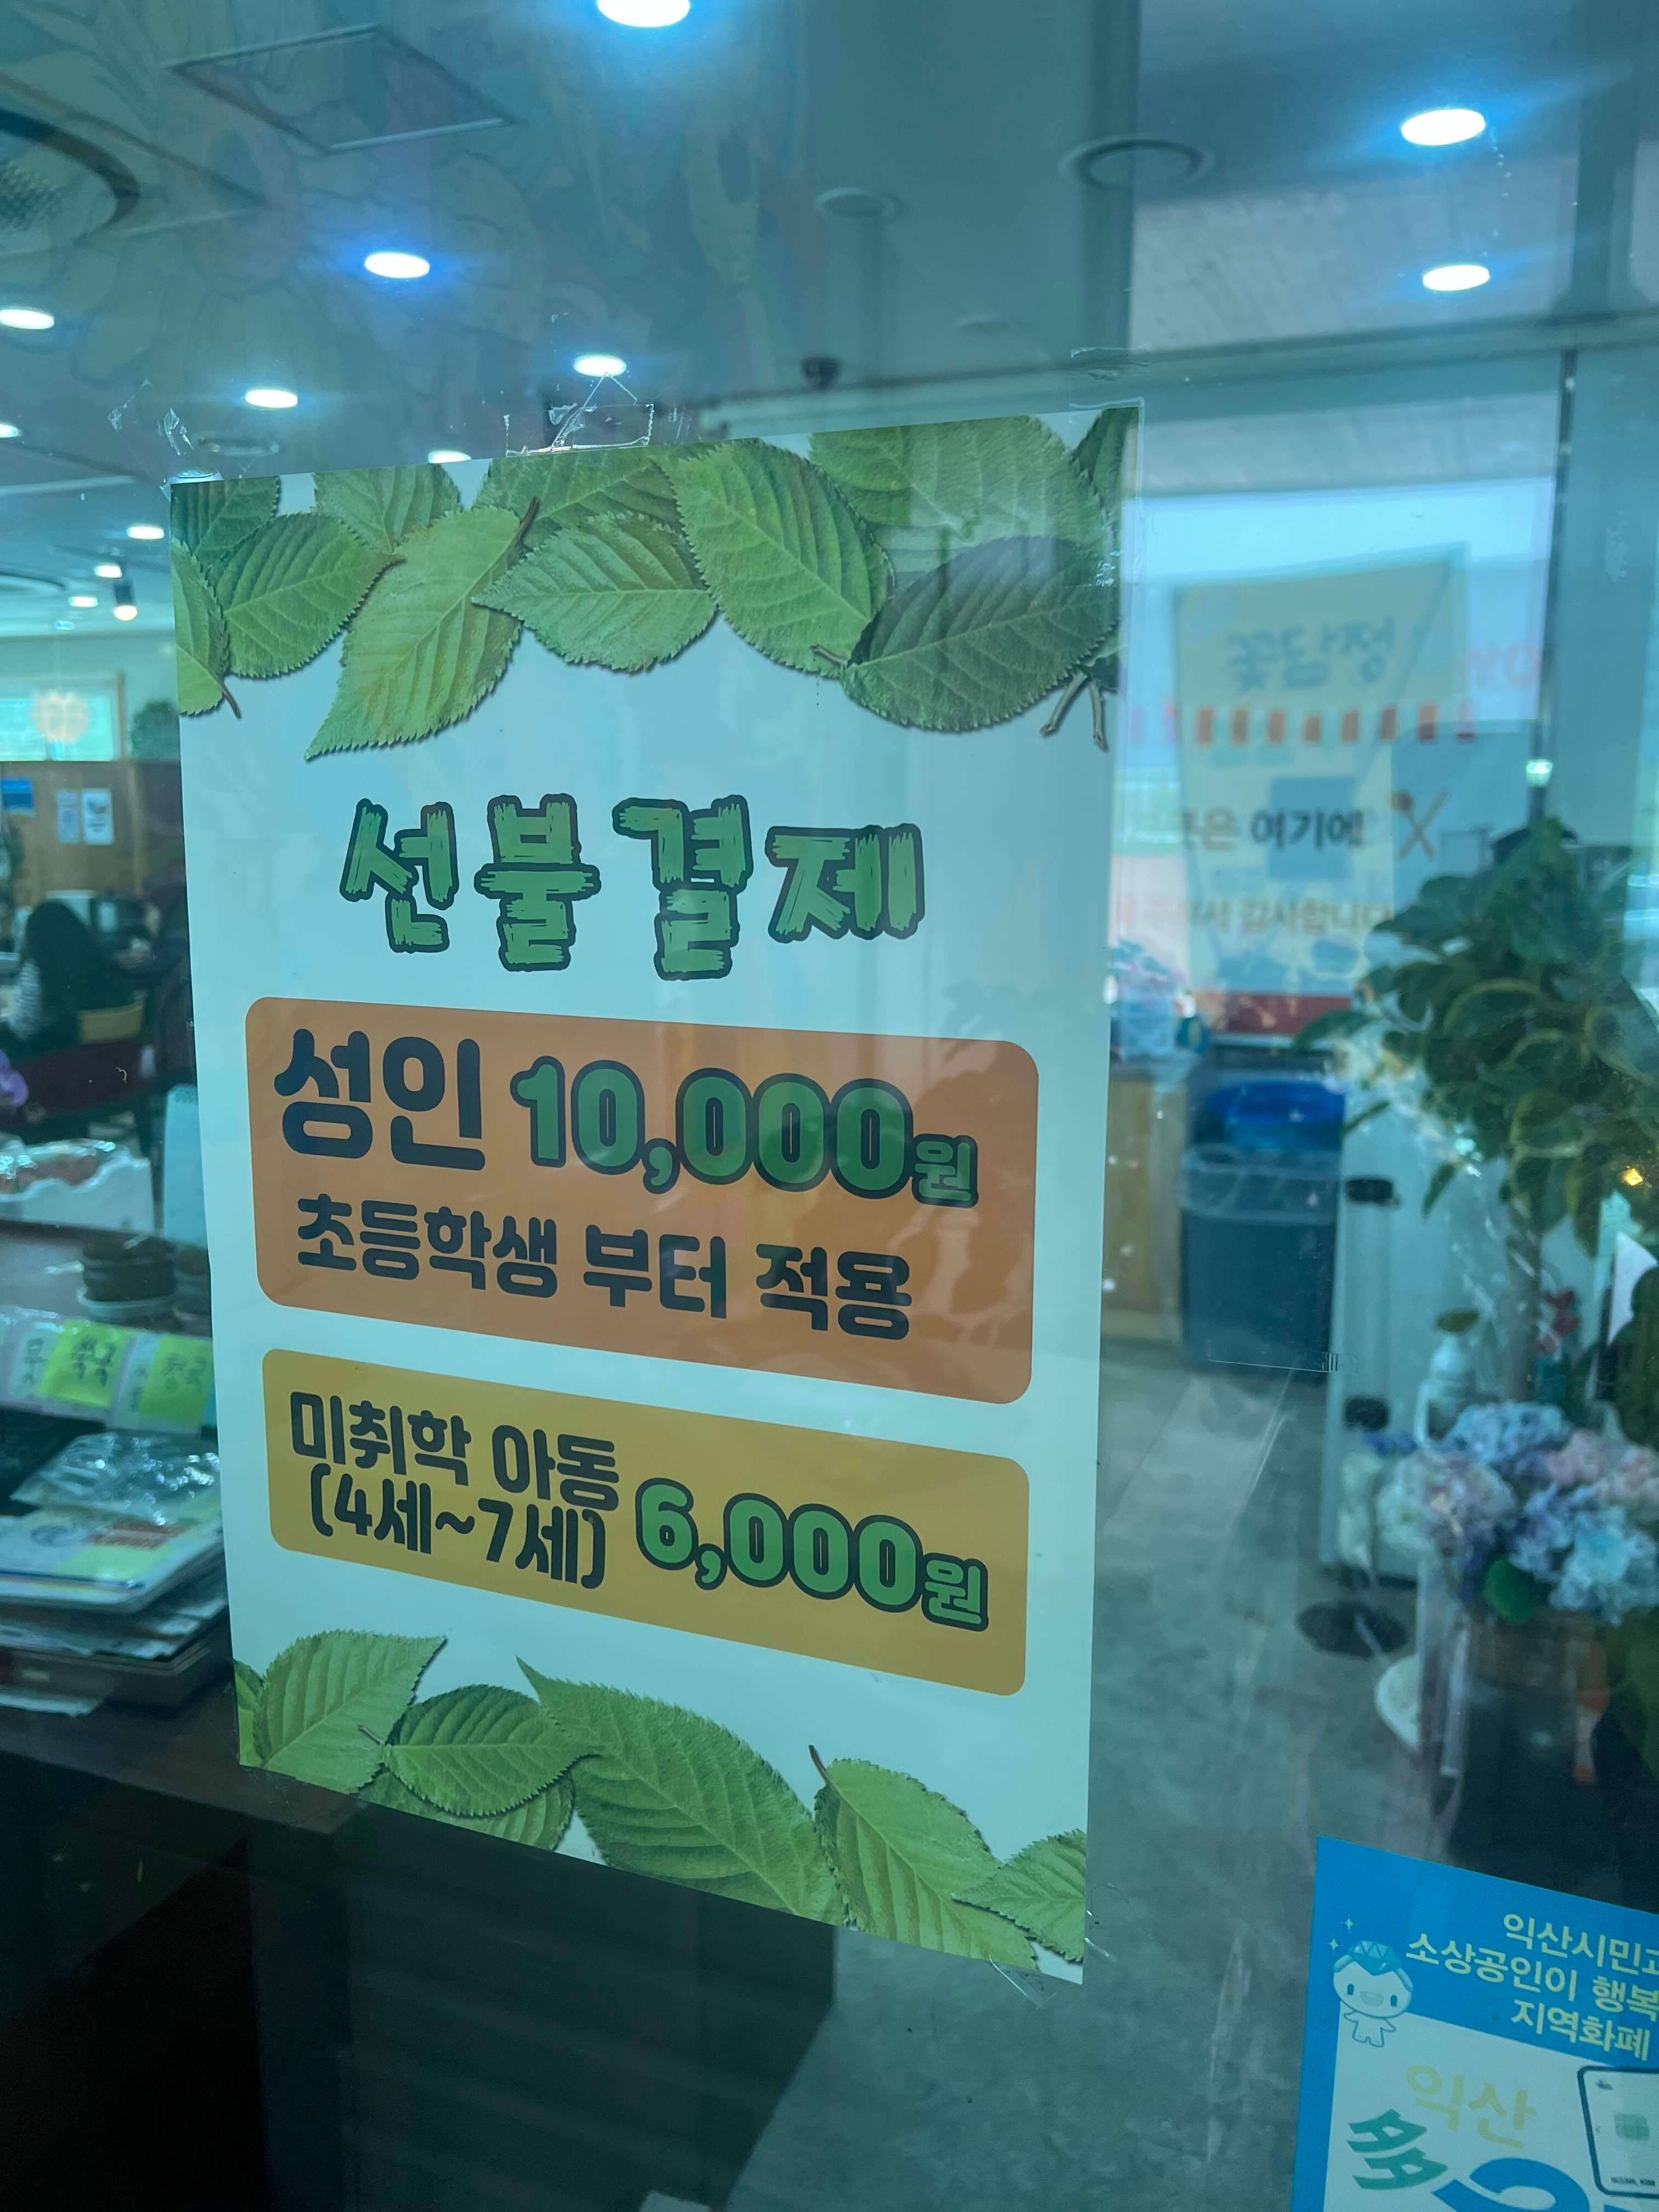 선불결제
성인 10,000원
초등학생 부터 적용
미취학 아동
(4세~7세) 6,000원
여기에
감사합니다
익산시민과
소상공인이 행복
지역화폐
익산
多